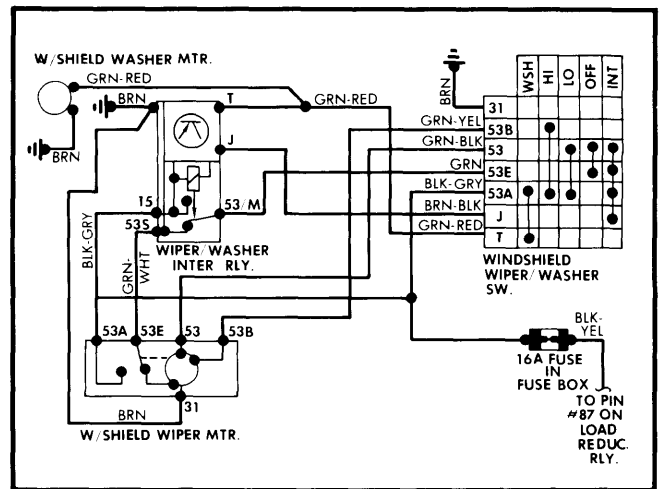 W/SHIELD WASHER MTR.
GRN-RED
BRN
BRN
T
GRN-RED
J
15
53/M
53S
WIPER/WASHER
INTER RLY.
BLK-GRY
GRN-
WHT
BRN
WSH
HI
LO
OFF
INT
31
GRN-YEL
53B
GRN-BLK
53
GRN
53E
BLK-GRY
53A
BRN-BLK
J
GRN-RED
T
WINDSHIELD
WIPER/WASHER
SW.
53A
53E
53
53B
31
BRN
W/SHIELD WIPER MTR.
BLK-
YEL
16A FUSE
IN
FUSE BOX
TO PIN
#87 ON
LOAD
REDUC.
RLY.